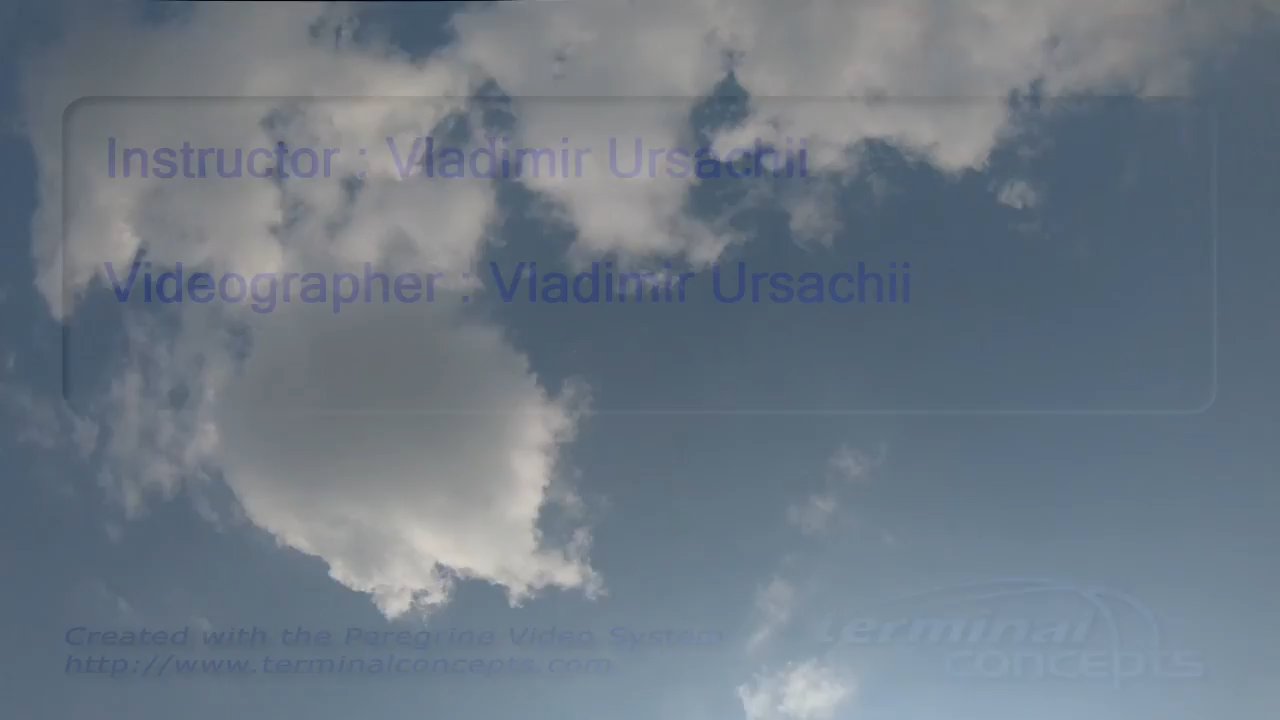 Instructor : Vladimir Ursachii
Videographer : Vladimir Ursachii
Created with the Peregrine Video System
http://www.terminalconcepts.com
terminal
concepts